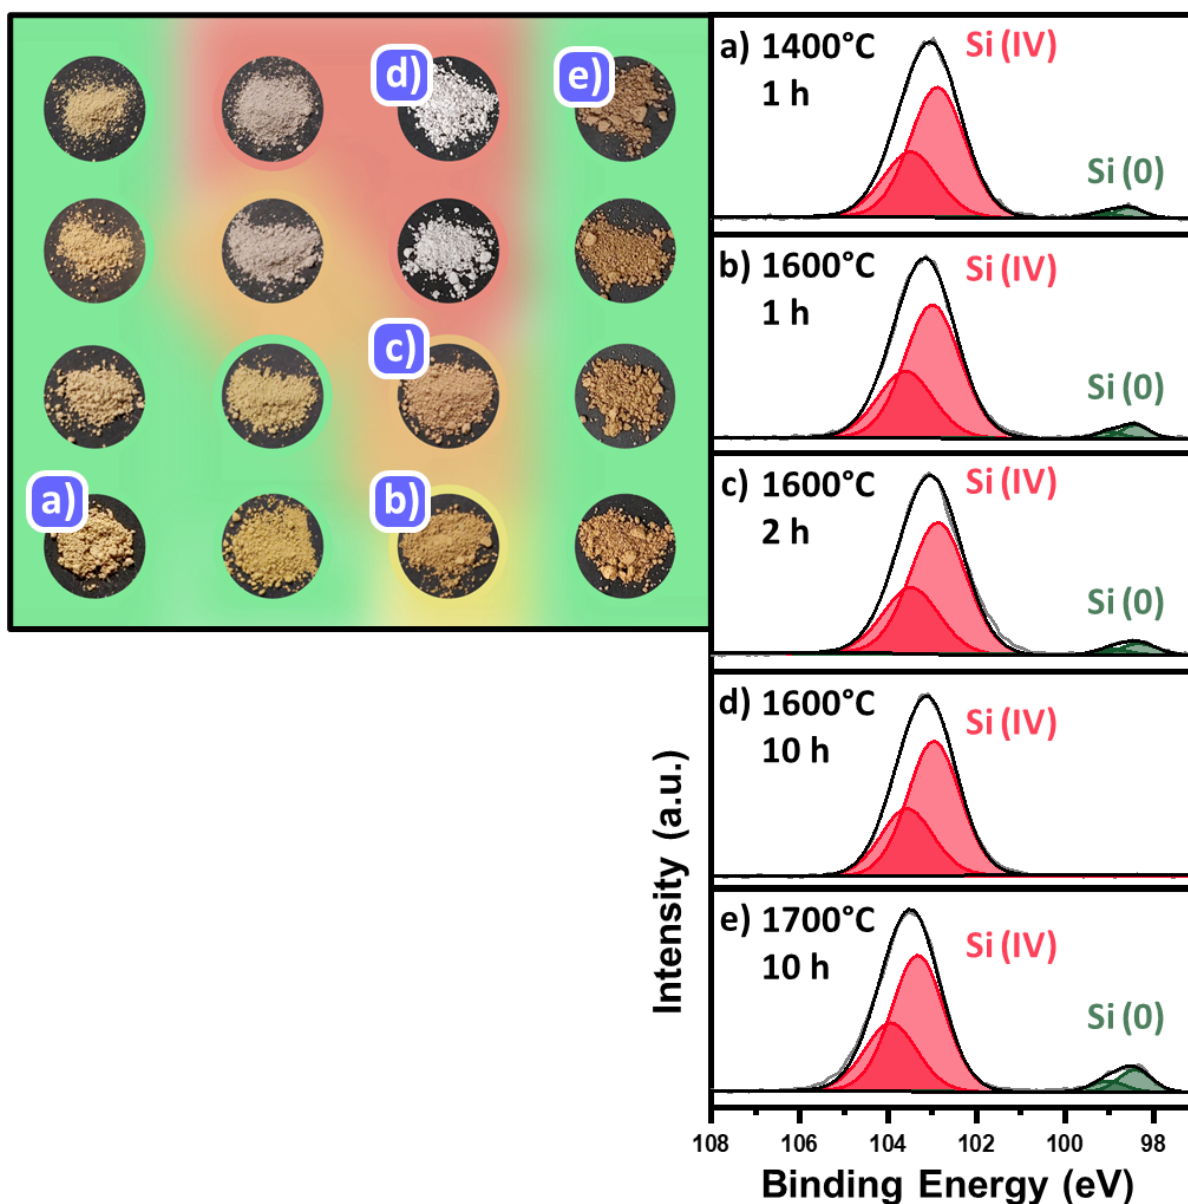 d)
e)
c)
a)
b)
a) 1400°C
1 h
Si (IV)
Si (0)
b) 1600°C
1 h
Si (IV)
Si (0)
c) 1600°C
2 h
Si (IV)
Si (0)
d) 1600°C
10 h
Si (IV)
e) 1700°C
10 h
Si (IV)
Si (0)
Intensity (a.u.)
108 106 104 102 100 98
Binding Energy (eV)